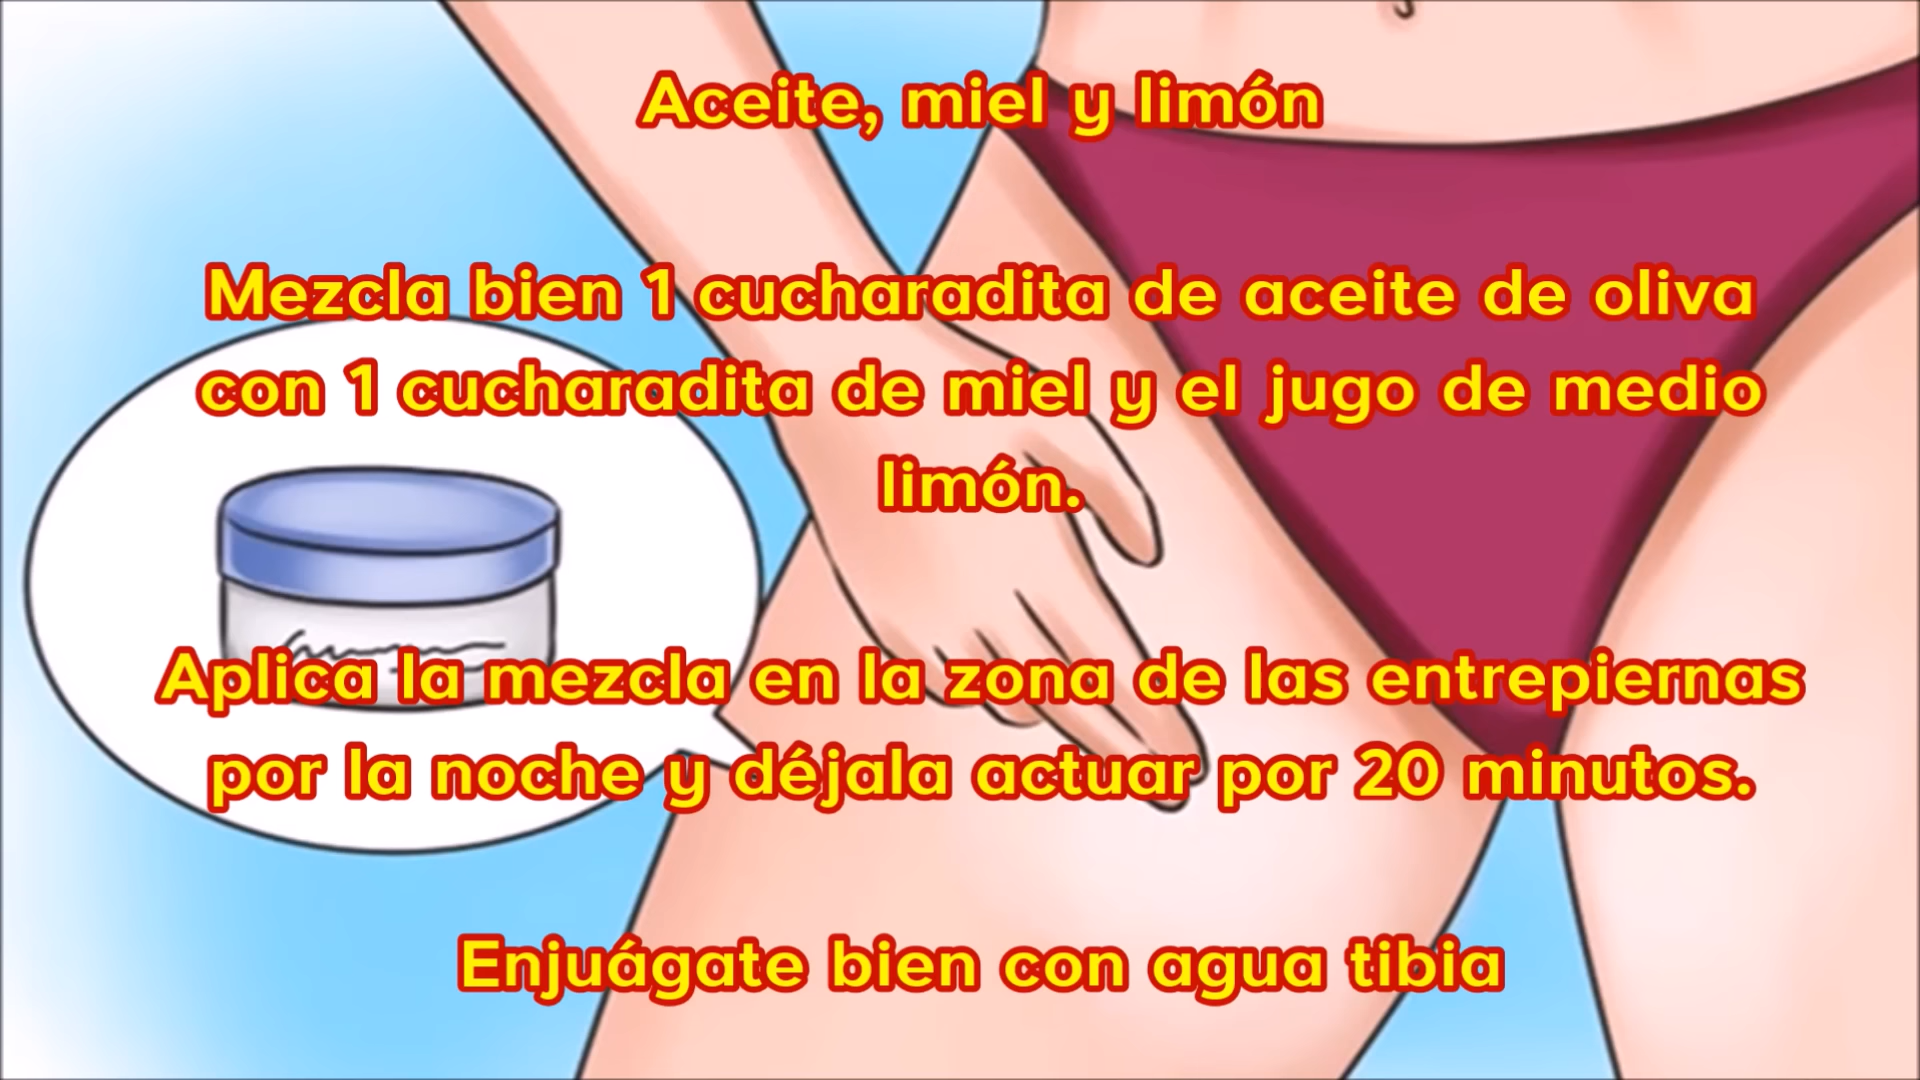 Aceite, miel y limón
Mezcla bien 1 cucharadita de aceite de oliva
con 1 cucharadita de miel y el jugo de medio
limón.
Aplica la mezcla en la zona de las entrepiernas
por la noche y déjala actuar por 20 minutos.
Enjuágate bien con agua tibia